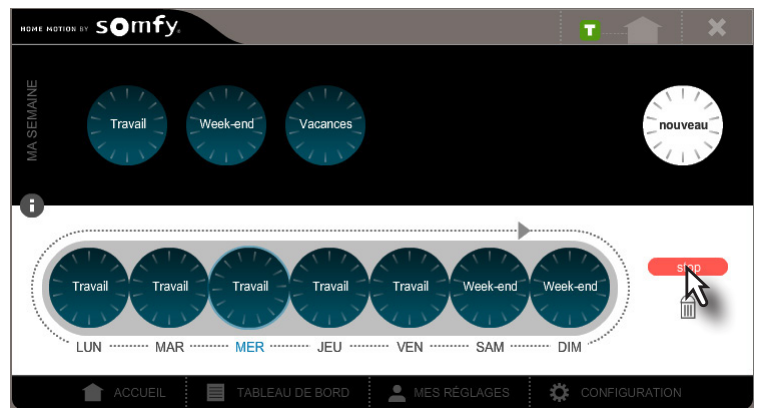 HOME MOTION BY somfy.
T
MA SEMAINE
Travail
Week-end
Vacances
nouveau
i
Travail
Travail
Travail
Travail
Travail
Week-end
Week-end
stop
LUN
MAR
MER
JEU
VEN
SAM
DIM
ACCUEIL
TABLEAU DE BORD
MES RÉGLAGES
CONFIGURATION